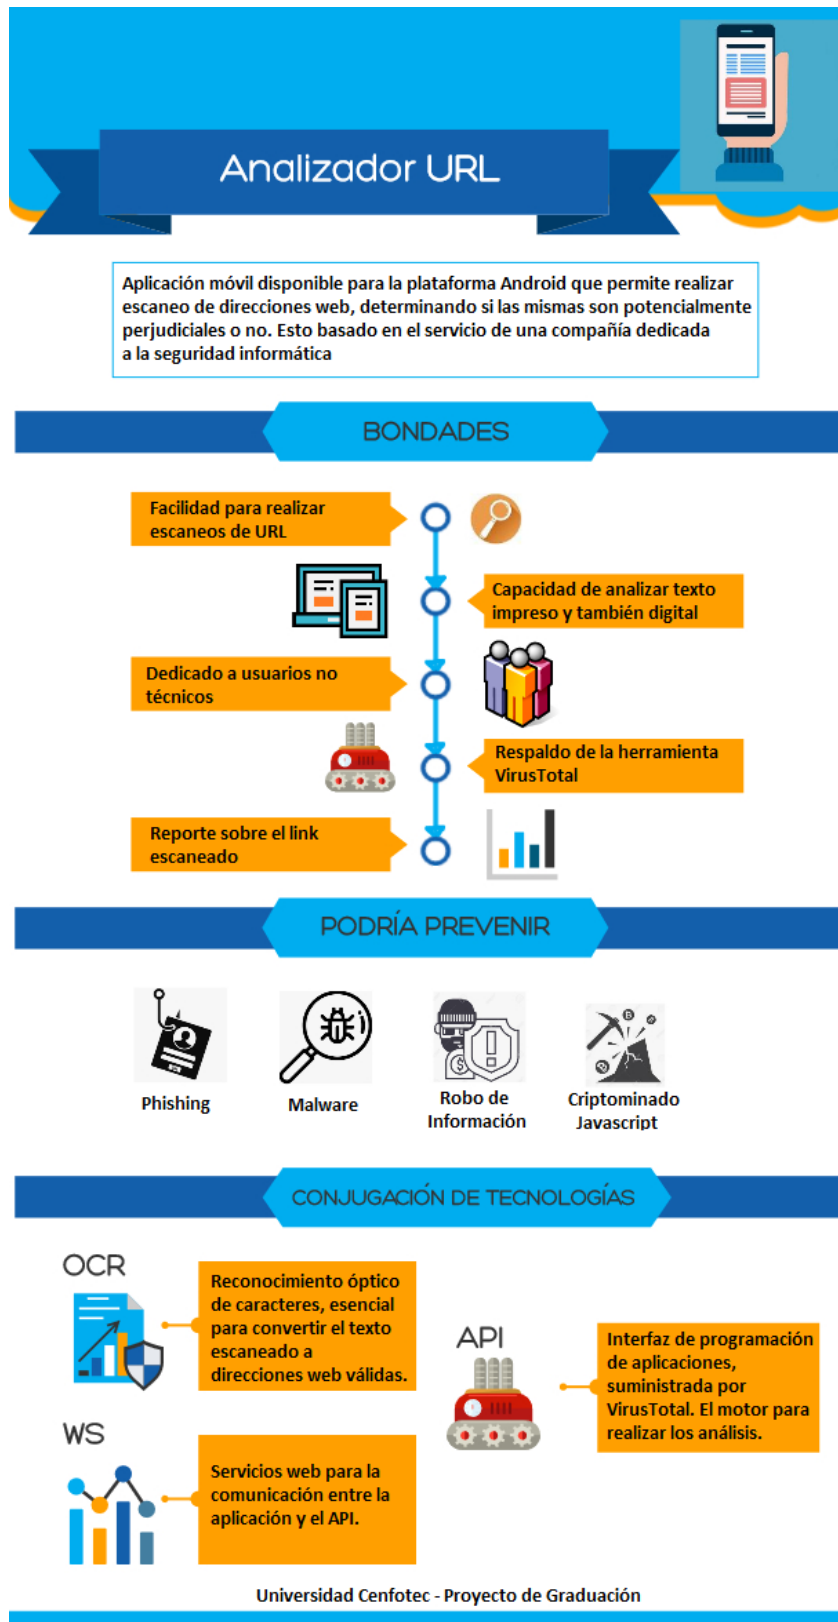 Analizador URL
Aplicación móvil disponible para la plataforma Android que permite realizar
escaneo de direcciones web, determinando si las mismas son potencialmente
perjudiciales o no. Esto basado en el servicio de una compañía dedicada
a la seguridad informática
BONDADES
Facilidad para realizar
escaneos de URL
Capacidad de analizar texto
impreso y también digital
Dedicado a usuarios no
técnicos
Respaldo de la herramienta
VirusTotal
Reporte sobre el link
escaneado
PODRÍA PREVENIR
Phishing
Malware
Robo de
Información
Criptominado
Javascript
CONJUGACIÓN DE TECNOLOGÍAS
OCR
Reconocimiento óptico
de caracteres, esencial
para convertir el texto
escaneado a
direcciones web válidas.
API
Interfaz de programación
de aplicaciones,
suministrada por
VirusTotal. El motor para
realizar los análisis.
WS
Servicios web para la
comunicación entre la
aplicación y el API.
Universidad Cenfotec - Proyecto de Graduación